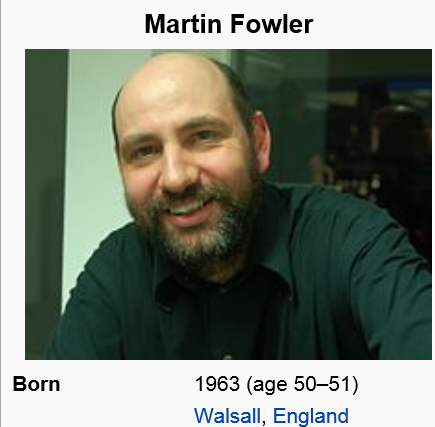 Martin Fowler
Born 1963 (age 50–51)
Walsall, England